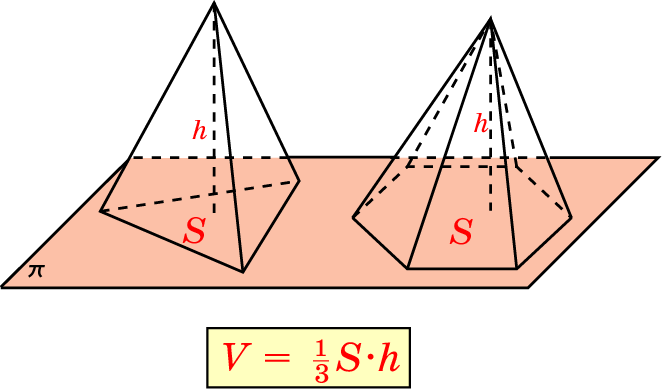 h h
S S
π
V = 1/3 S·h